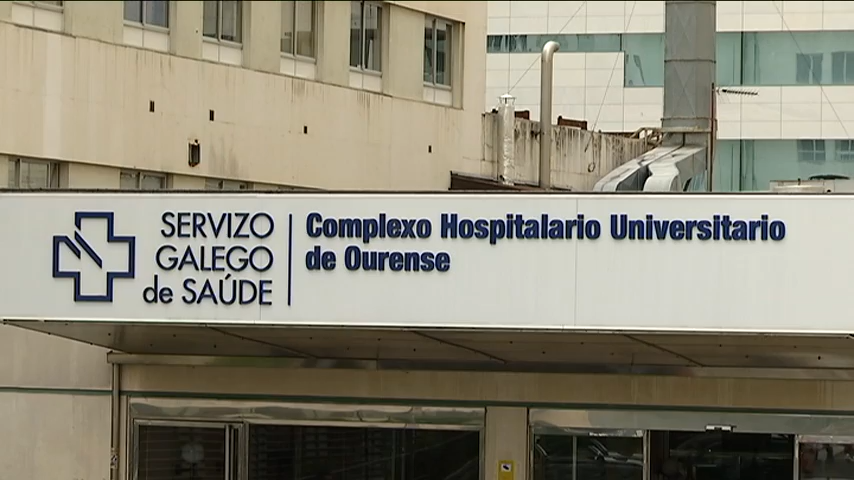 SERVIZO
GALEGO
de SAÚDE
Complexo Hospitalario Universitario
de Ourense